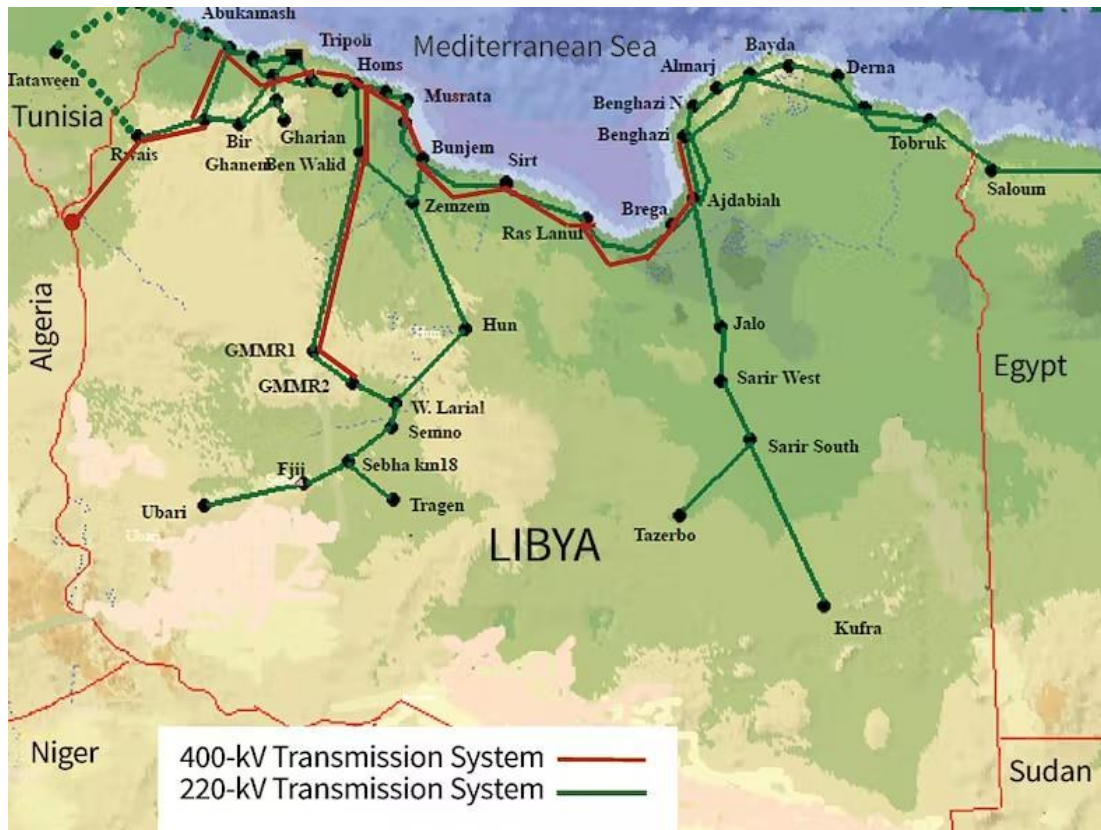 Abukamash
Tripoli
Mediterranean Sea
Bayda
Tataween
Homs
Almarj
Derna
Tunisia
Musrata
Benghazi N
Rwais
Bir
Ghanem
Gharian
Ben Walid
Bunjem
Sirt
Benghazi
Tobruk
Saloum
Zemzem
Ras Lanuf
Brega
Ajdabiah
Algeria
Hun
Jalo
Egypt
GMMR1
GMMR2
Sarir West
W. Larial
Semno
Sarir South
Fjij
Sebha km18
Ubari
Tragen
LIBYA
Tazerbo
Ubari
Kufra
Niger
400-kV Transmission System
220-kV Transmission System
Sudan